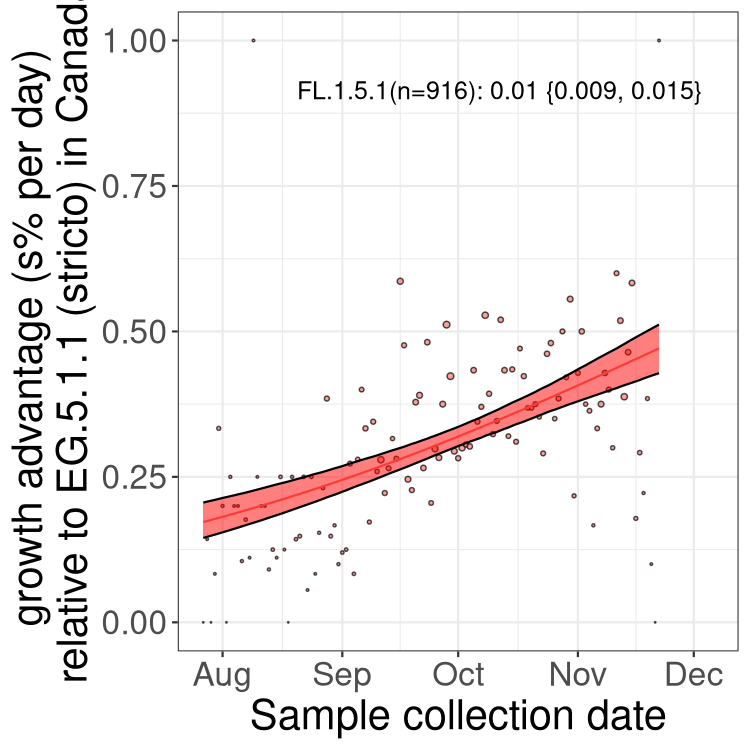 growth advantage (s% per day)
relative to EG.5.1.1 (stricto) in Canada
1.00
0.75
0.50
0.25
0.00
FL.1.5.1(n=916): 0.01 {0.009, 0.015}
Aug Sep Oct Nov Dec
Sample collection date